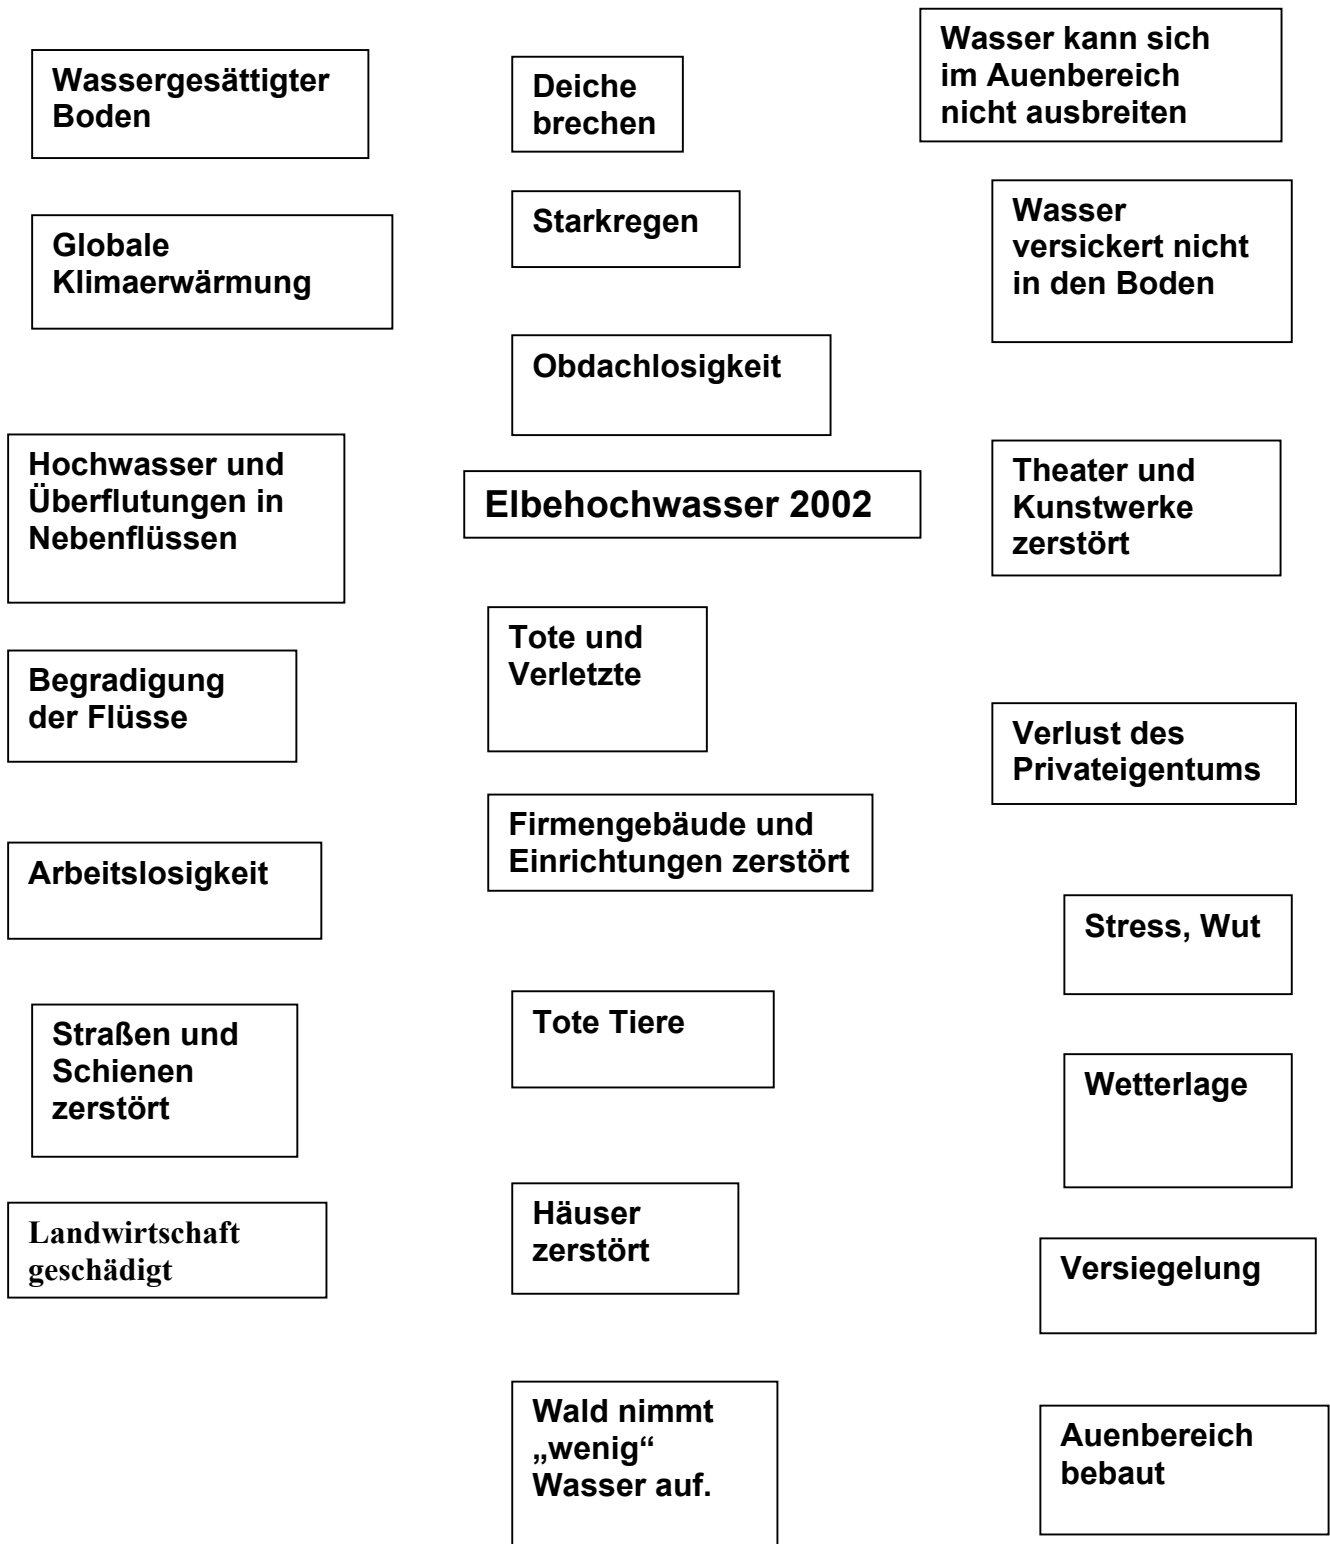 Wassergesättigter
Boden
Deiche
brechen
Wasser kann sich
im Auenbereich
nicht ausbreiten
Globale
Klimaerwärmung
Starkregen
Wasser
versickert nicht
in den Boden
Obdachlosigkeit
Hochwasser und
Überflutungen in
Nebenflüssen
Elbehochwasser 2002
Theater und
Kunstwerke
zerstört
Begradigung
der Flüsse
Tote und
Verletzte
Verlust des
Privateigentums
Arbeitslosigkeit
Firmengebäude und
Einrichtungen zerstört
Stress, Wut
Straßen und
Schienen
zerstört
Tote Tiere
Wetterlage
Landwirtschaft
geschädigt
Häuser
zerstört
Versiegelung
Wald nimmt
„wenig“
Wasser auf.
Auenbereich
bebaut